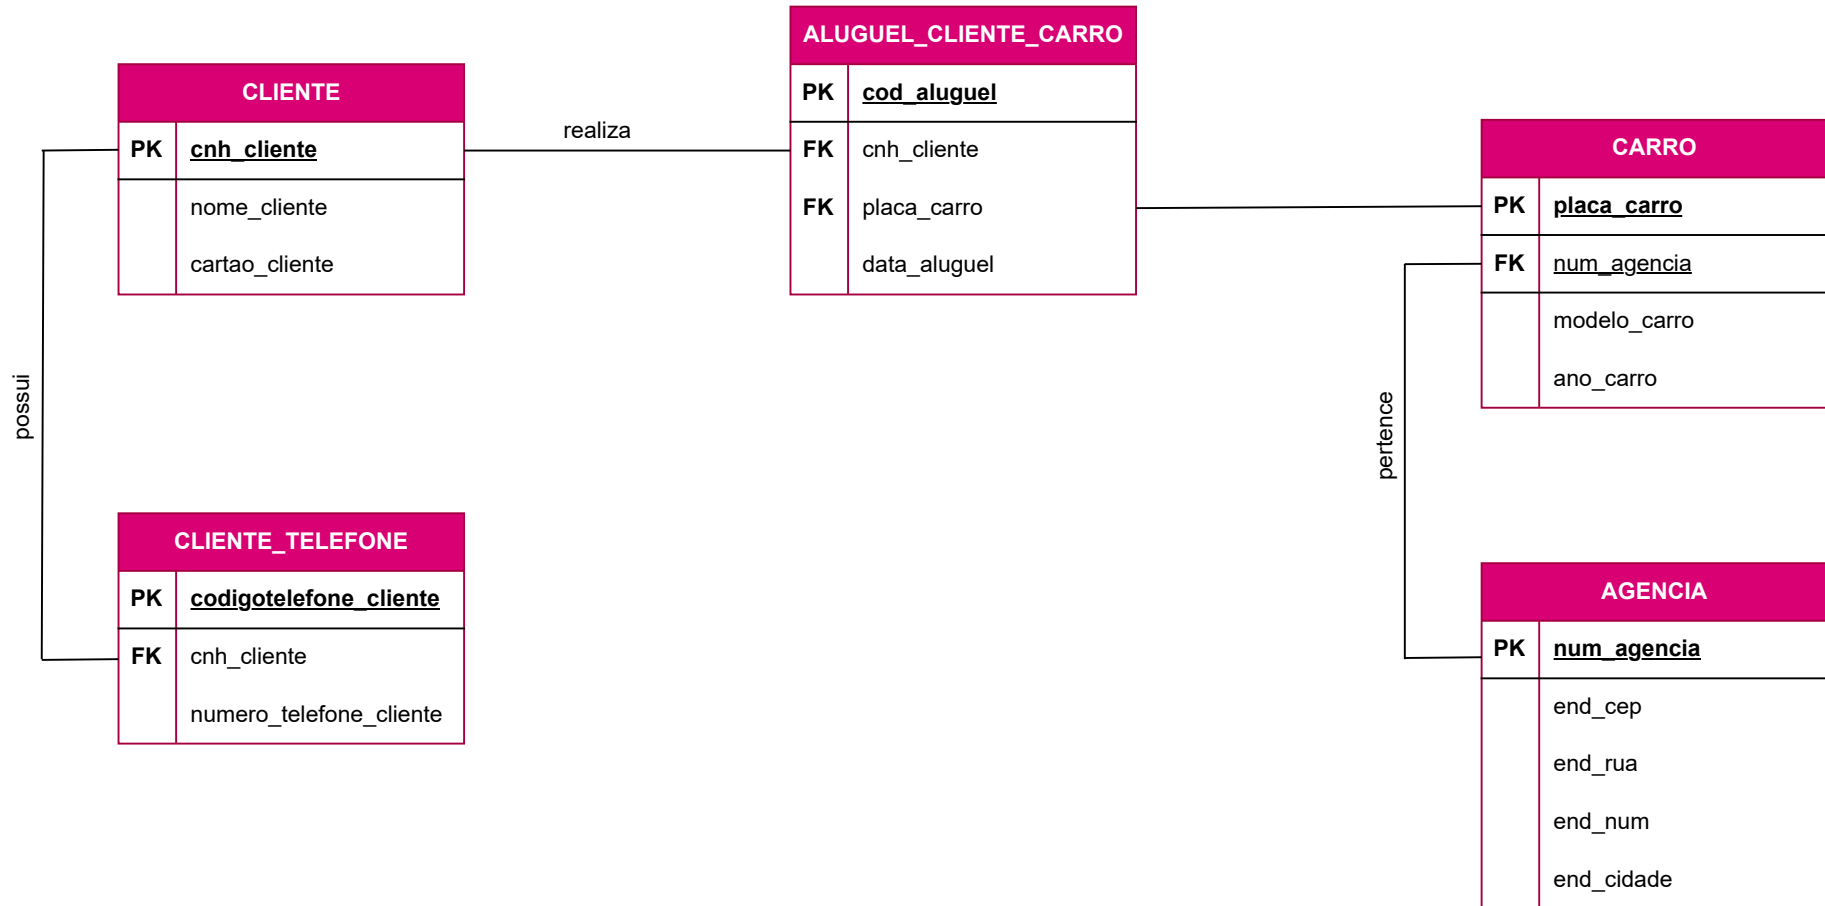 ALUGUEL_CLIENTE_CARRO
PK cod_aluguel
FK cnh_cliente
FK placa_carro
data_aluguel
CLIENTE
PK cnh_cliente
nome_cliente
cartao_cliente
realiza
CARRO
PK placa_carro
FK num_agencia
modelo_carro
ano_carro
possui
pertence
CLIENTE_TELEFONE
PK codigotelefone_cliente
FK cnh_cliente
numero_telefone_cliente
AGENCIA
PK num_agencia
end_cep
end_rua
end_num
end_cidade